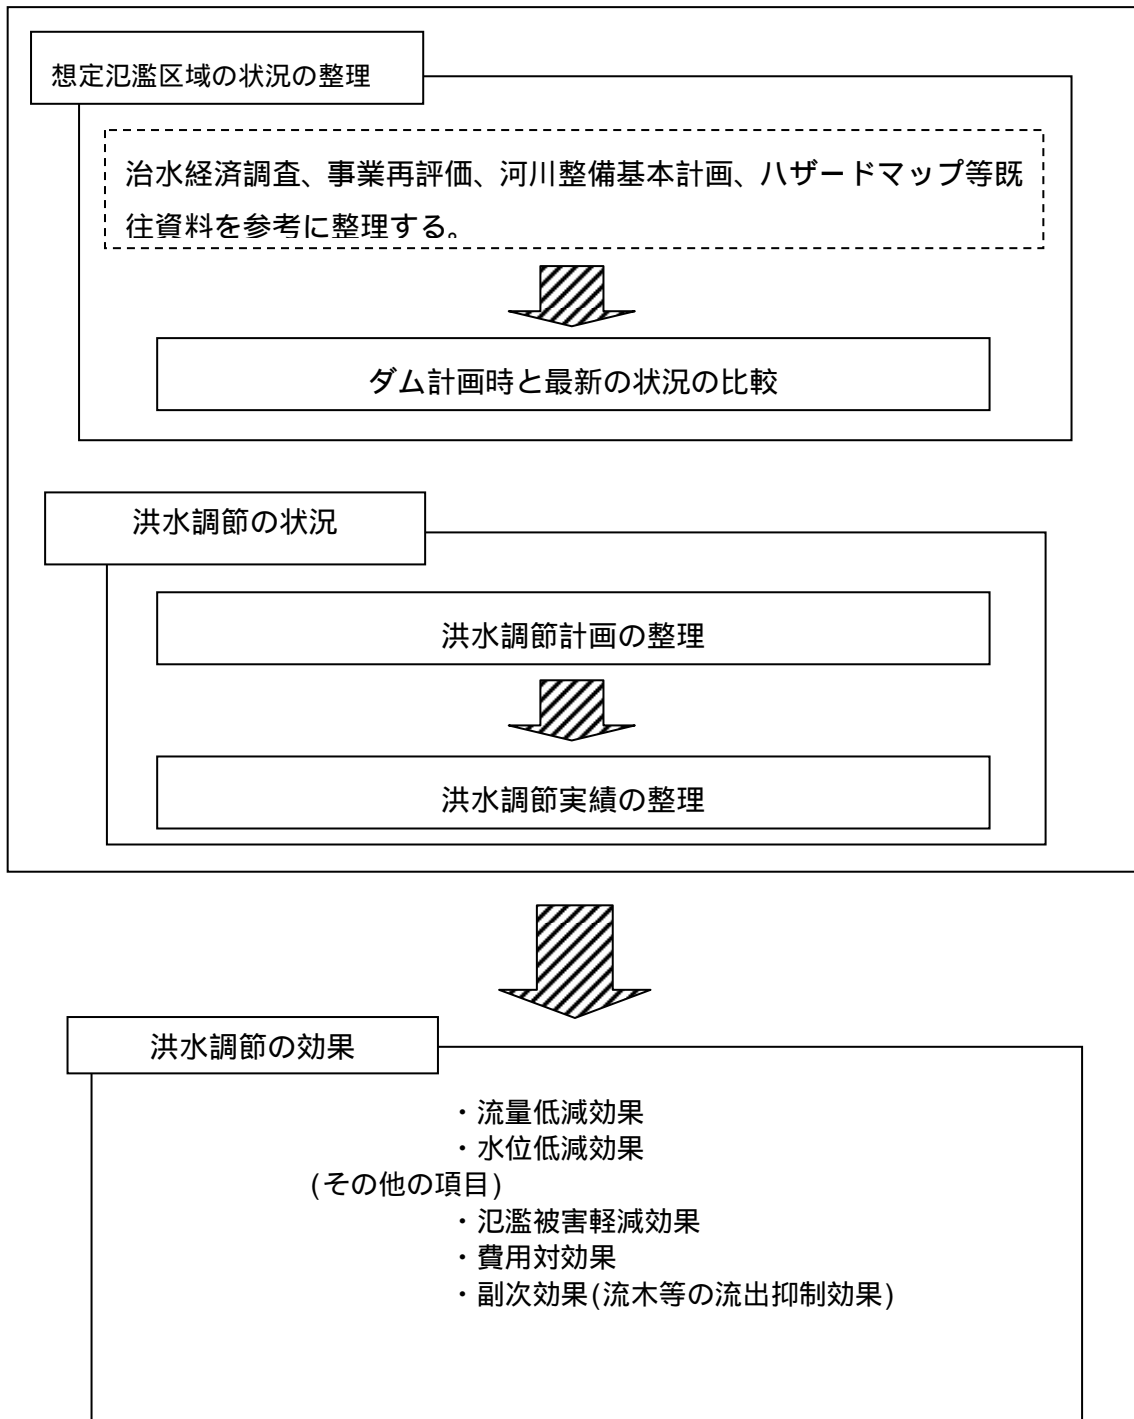 想定氾濫区域の状況の整理
治水経済調査、事業再評価、河川整備基本計画、ハザードマップ等既
往資料を参考に整理する。
ダム計画時と最新の状況の比較
洪水調節の状況
洪水調節計画の整理
洪水調節実績の整理
洪水調節の効果
・流量低減効果
・水位低減効果
(その他の項目)
・氾濫被害軽減効果
・費用対効果
・副次効果(流木等の流出抑制効果)